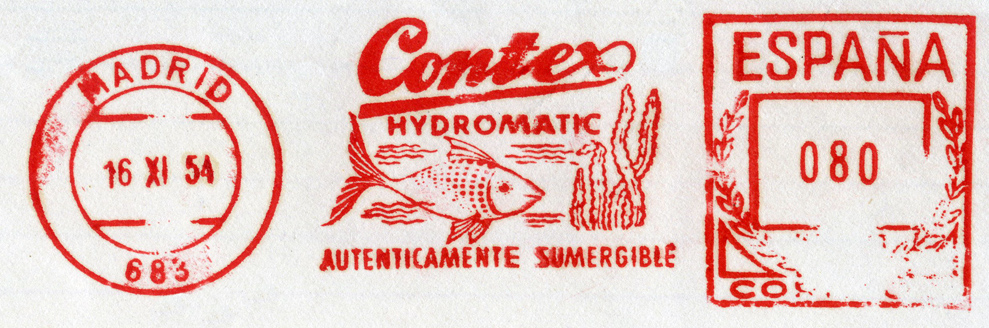 MADRID
16 XI 54
683
Contex
HYDROMATIC
AUTENTICAMENTE SUMERGIBLE
ESPAÑA
080